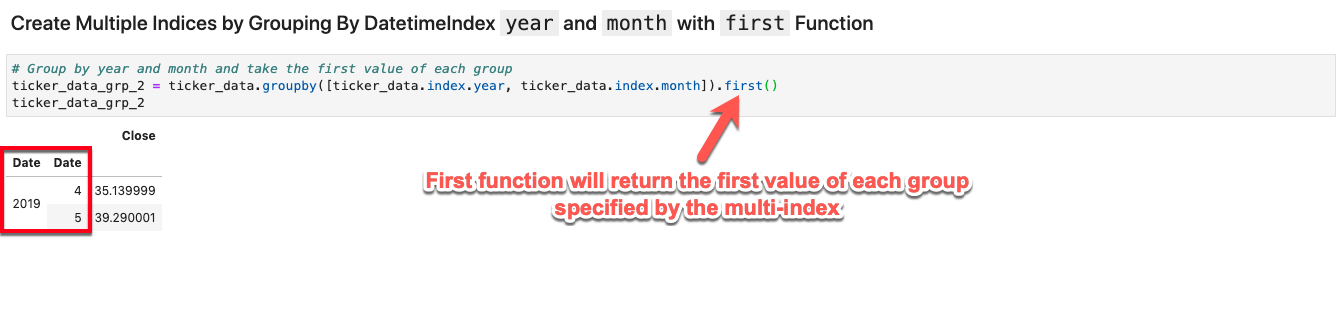 Create Multiple Indices by Grouping By DatetimeIndex year and month with first Function
# Group by year and month and take the first value of each group
ticker_data_grp_2 = ticker_data.groupby([ticker_data.index.year, ticker_data.index.month]).first()
ticker_data_grp_2
Close
Date Date
4 35.139999
2019
5 39.290001
First function will return the first value of each group
specified by the multi-index